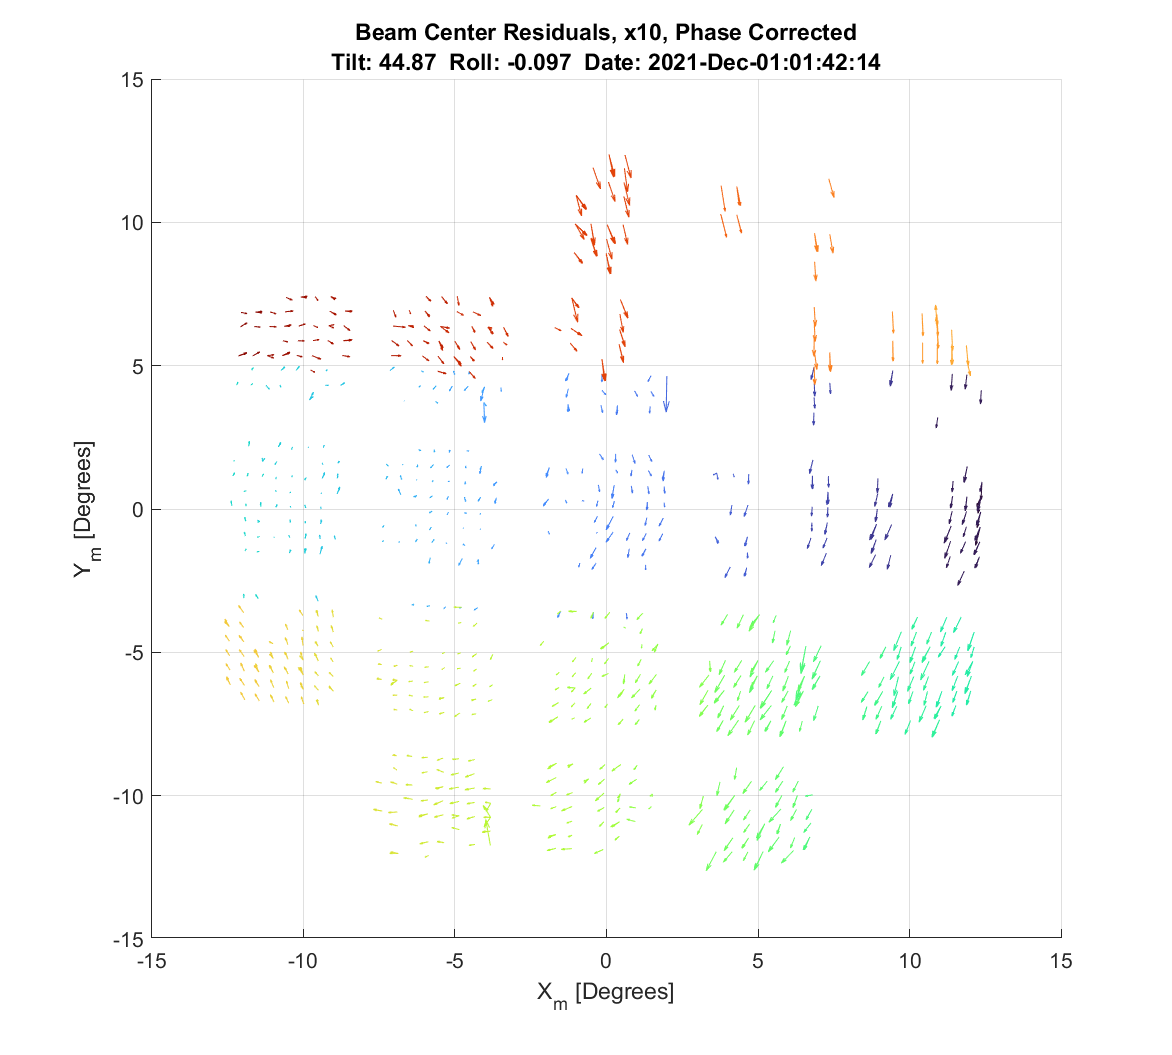 Beam Center Residuals, x10, Phase Corrected
Tilt: 44.87 Roll: -0.097 Date: 2021-Dec-01:01:42:14
15
10
5
0
-5
-10
-15
Y_m [Degrees]
-15 -10 -5 0 5 10 15
X_m [Degrees]